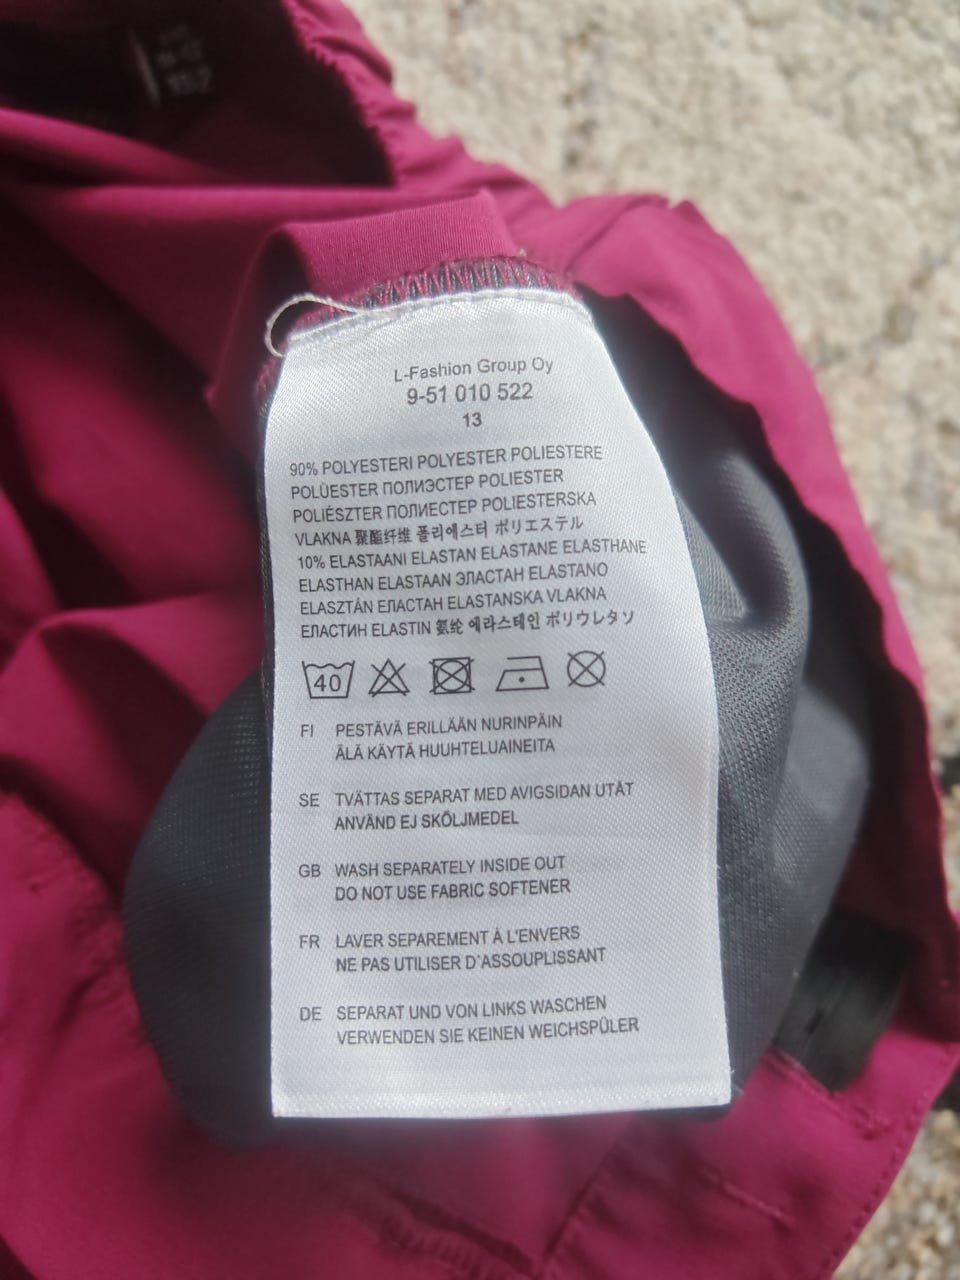 L-Fashion Group Oy
9-51 010 522
13
90% POLYESTERI POLYESTER POLIESTERE
POLÜESTER ПОЛИЭСТЕР POLIESTER
POLIÉSZTER ПОЛИЕСТЕР POLIESTERSKA
VLAKNA 聚酯纤维 폴리에스터 ポリエステル
10% ELASTAANI ELASTAN ELASTANE ELASTHANE
ELASTHAN ELASTAAN ЭЛАСТАН ELASTANO
ELASZTÁN ЕЛАСТАН ELASTANSKA VLAKNA
ЕЛАСТИН ELASTIN 氨纶 에라스테인 ポリウレタソ
40
FI PESTÄVÄ ERILLÄÄN NURINPÄIN
ÄLÄ KÄYTÄ HUUHTELUAINEITA
SE TVÄTTAS SEPARAT MED AVIGSIDAN UTÅT
ANVÄND EJ SKÖLJMEDEL
GB WASH SEPARATELY INSIDE OUT
DO NOT USE FABRIC SOFTENER
FR LAVER SEPAREMENT À L'ENVERS
NE PAS UTILISER D'ASSOUPLISSANT
DE SEPARAT UND VON LINKS WASCHEN
VERWENDEN SIE KEINEN WEICHSPÜLER